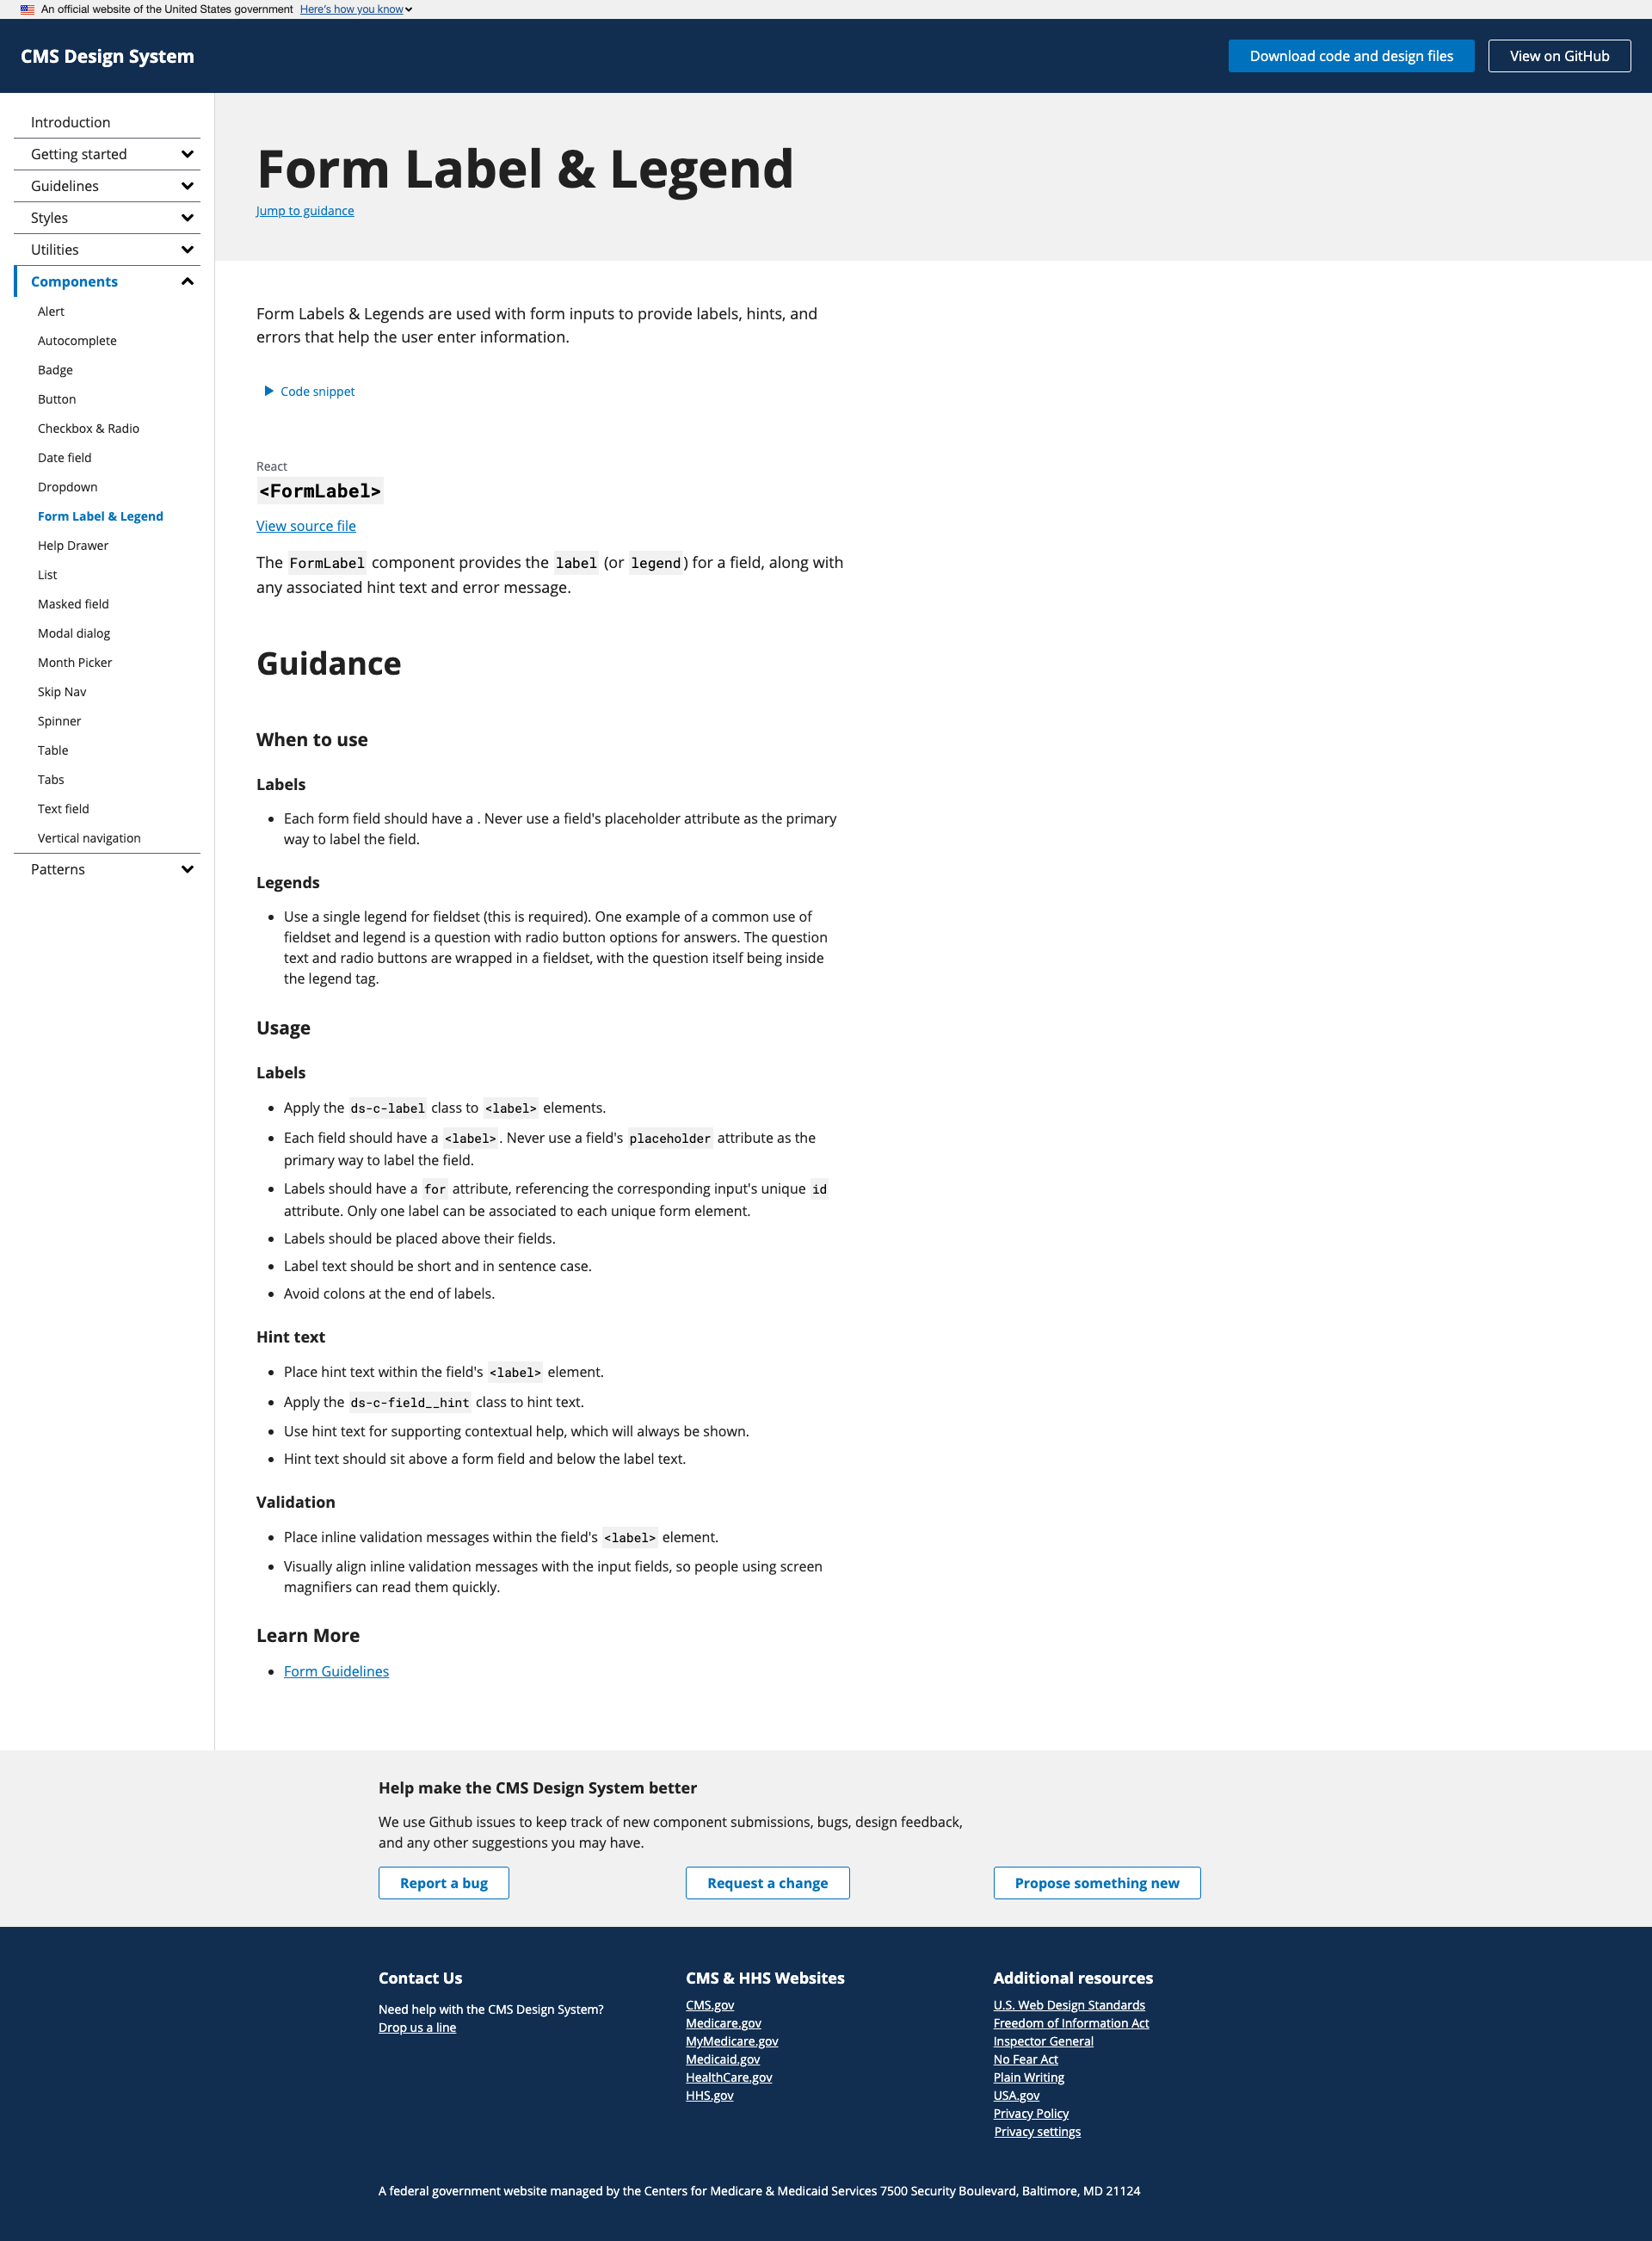 An official website of the United States government Here's how you know
CMS Design System
Download code and design files
View on GitHub
Introduction
Getting started
Guidelines
Styles
Utilities
Components
Alert
Autocomplete
Badge
Button
Checkbox & Radio
Date field
Dropdown
Form Label & Legend
Help Drawer
List
Masked field
Modal dialog
Month Picker
Skip Nav
Spinner
Table
Tabs
Text field
Vertical navigation
Patterns
Form Label & Legend
Jump to guidance
Form Labels & Legends are used with form inputs to provide labels, hints, and
errors that help the user enter information.
Code snippet
React
<FormLabel>
View source file
The FormLabel component provides the label (or legend) for a field, along with
any associated hint text and error message.
Guidance
When to use
Labels
• Each form field should have a . Never use a field's placeholder attribute as the primary
way to label the field.
Legends
• Use a single legend for fieldset (this is required). One example of a common use of
fieldset and legend is a question with radio button options for answers. The question
text and radio buttons are wrapped in a fieldset, with the question itself being inside
the legend tag.
Usage
Labels
• Apply the ds-c-label class to <label> elements.
• Each field should have a <label>. Never use a field's placeholder attribute as the
primary way to label the field.
• Labels should have a for attribute, referencing the corresponding input's unique id
attribute. Only one label can be associated to each unique form element.
• Labels should be placed above their fields.
• Label text should be short and in sentence case.
• Avoid colons at the end of labels.
Hint text
• Place hint text within the field's <label> element.
• Apply the ds-c-field__hint class to hint text.
• Use hint text for supporting contextual help, which will always be shown.
• Hint text should sit above a form field and below the label text.
Validation
• Place inline validation messages within the field's <label> element.
• Visually align inline validation messages with the input fields, so people using screen
magnifiers can read them quickly.
Learn More
• Form Guidelines
Help make the CMS Design System better
We use Github issues to keep track of new component submissions, bugs, design feedback,
and any other suggestions you may have.
Report a bug
Request a change
Propose something new
Contact Us
Need help with the CMS Design System?
Drop us a line
CMS & HHS Websites
CMS.gov
Medicare.gov
MyMedicare.gov
Medicaid.gov
HealthCare.gov
HHS.gov
Additional resources
U.S. Web Design Standards
Freedom of Information Act
Inspector General
No Fear Act
Plain Writing
USA.gov
Privacy Policy
Privacy settings
A federal government website managed by the Centers for Medicare & Medicaid Services 7500 Security Boulevard, Baltimore, MD 21124